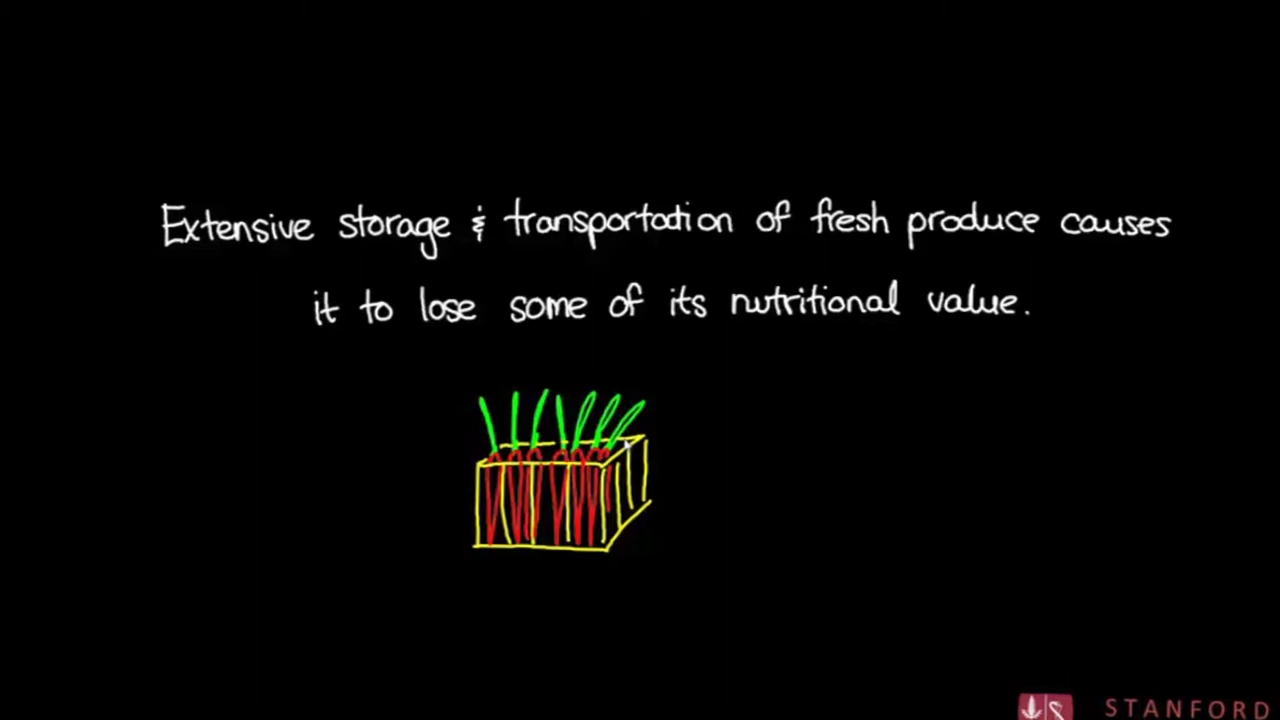 Extensive storage & transportation of fresh produce causes
it to lose some of its nutritional value.
STANFORD